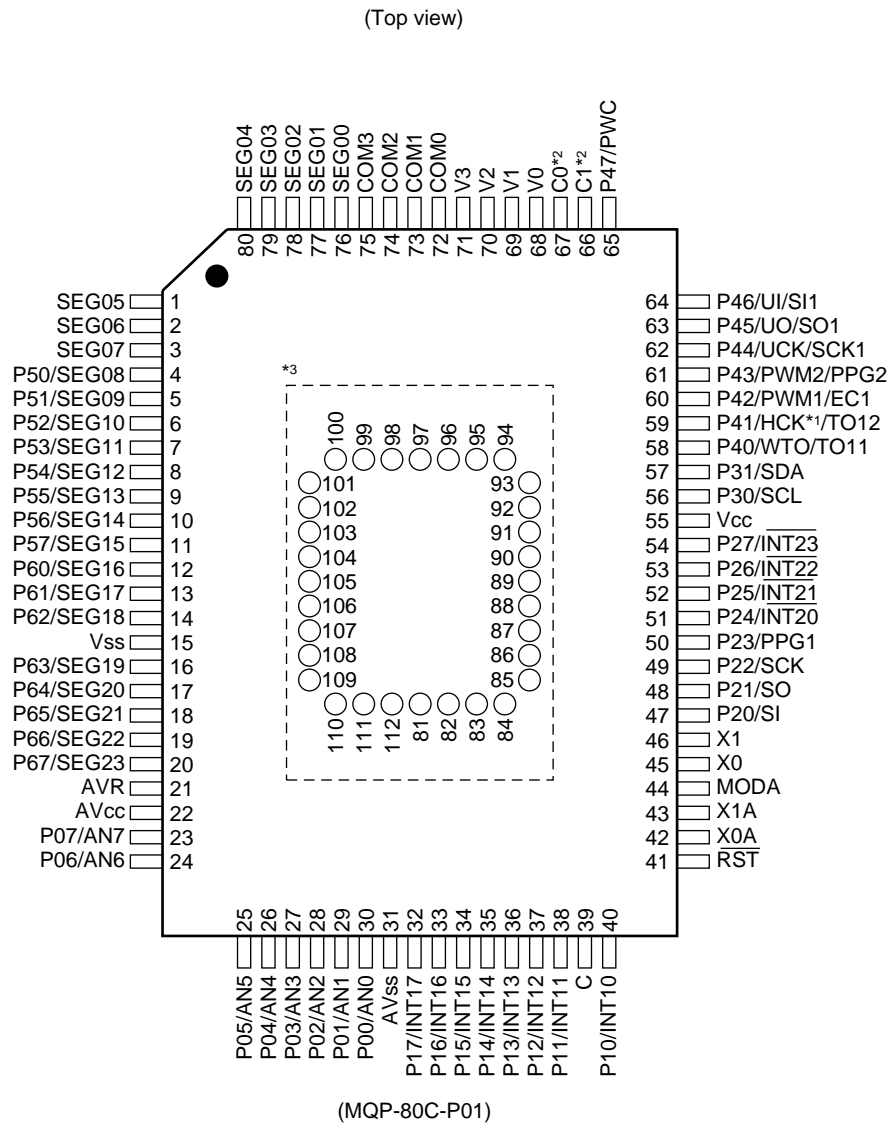 (Top view)
SEG04
SEG03
SEG02
SEG01
SEG00
COM3
COM2
COM1
COM0
V3
V2
V1
V0
C0*2
C1*2
P47/PWC
80
79
78
77
76
75
74
73
72
71
70
69
68
67
66
65
SEG05 1
SEG06 2
SEG07 3
P50/SEG08 4
P51/SEG09 5
P52/SEG10 6
P53/SEG11 7
P54/SEG12 8
P55/SEG13 9
P56/SEG14 10
P57/SEG15 11
P60/SEG16 12
P61/SEG17 13
P62/SEG18 14
Vss 15
P63/SEG19 16
P64/SEG20 17
P65/SEG21 18
P66/SEG22 19
P67/SEG23 20
AVR 21
AVcc 22
P07/AN7 23
P06/AN6 24
*3
100
99
98
97
96
95
94
101
102
103
104
105
106
107
108
109
93
92
91
90
89
88
87
86
85
110
111
112
81
82
83
84
64 P46/UI/SI1
63 P45/UO/SO1
62 P44/UCK/SCK1
61 P43/PWM2/PPG2
60 P42/PWM1/EC1
59 P41/HCK*1/TO12
58 P40/WTO/TO11
57 P31/SDA
56 P30/SCL
55 Vcc
54 P27/INT23
53 P26/INT22
52 P25/INT21
51 P24/INT20
50 P23/PPG1
49 P22/SCK
48 P21/SO
47 P20/SI
46 X1
45 X0
44 MODA
43 X1A
42 X0A
41 RST
25
26
27
28
29
30
31
32
33
34
35
36
37
38
39
40
P05/AN5
P04/AN4
P03/AN3
P02/AN2
P01/AN1
P00/AN0
AVss
P17/INT17
P16/INT16
P15/INT15
P14/INT14
P13/INT13
P12/INT12
P11/INT11
C
P10/INT10
(MQP-80C-P01)